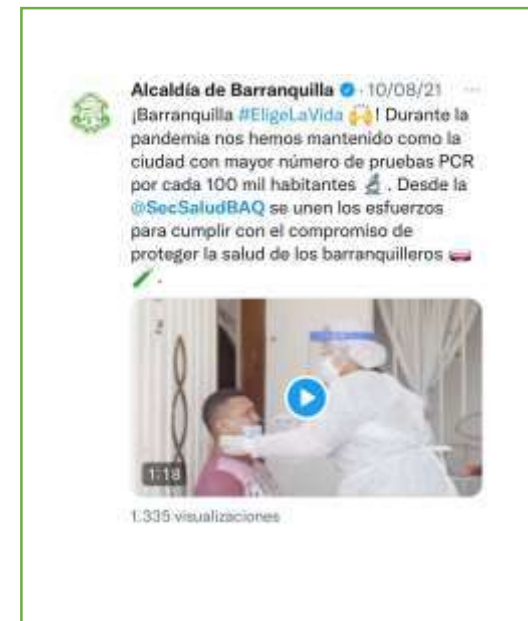 Alcaldía de Barranquilla · 10/08/21 ...
¡Barranquilla #EligeLaVida 🙌! Durante la
pandemia nos hemos mantenido como la
ciudad con mayor número de pruebas PCR
por cada 100 mil habitantes 🔬 . Desde la
@SecSaludBAQ se unen los esfuerzos
para cumplir con el compromiso de
proteger la salud de los barranquilleros 🧫
🧪 .
1:18
1.335 visualizaciones